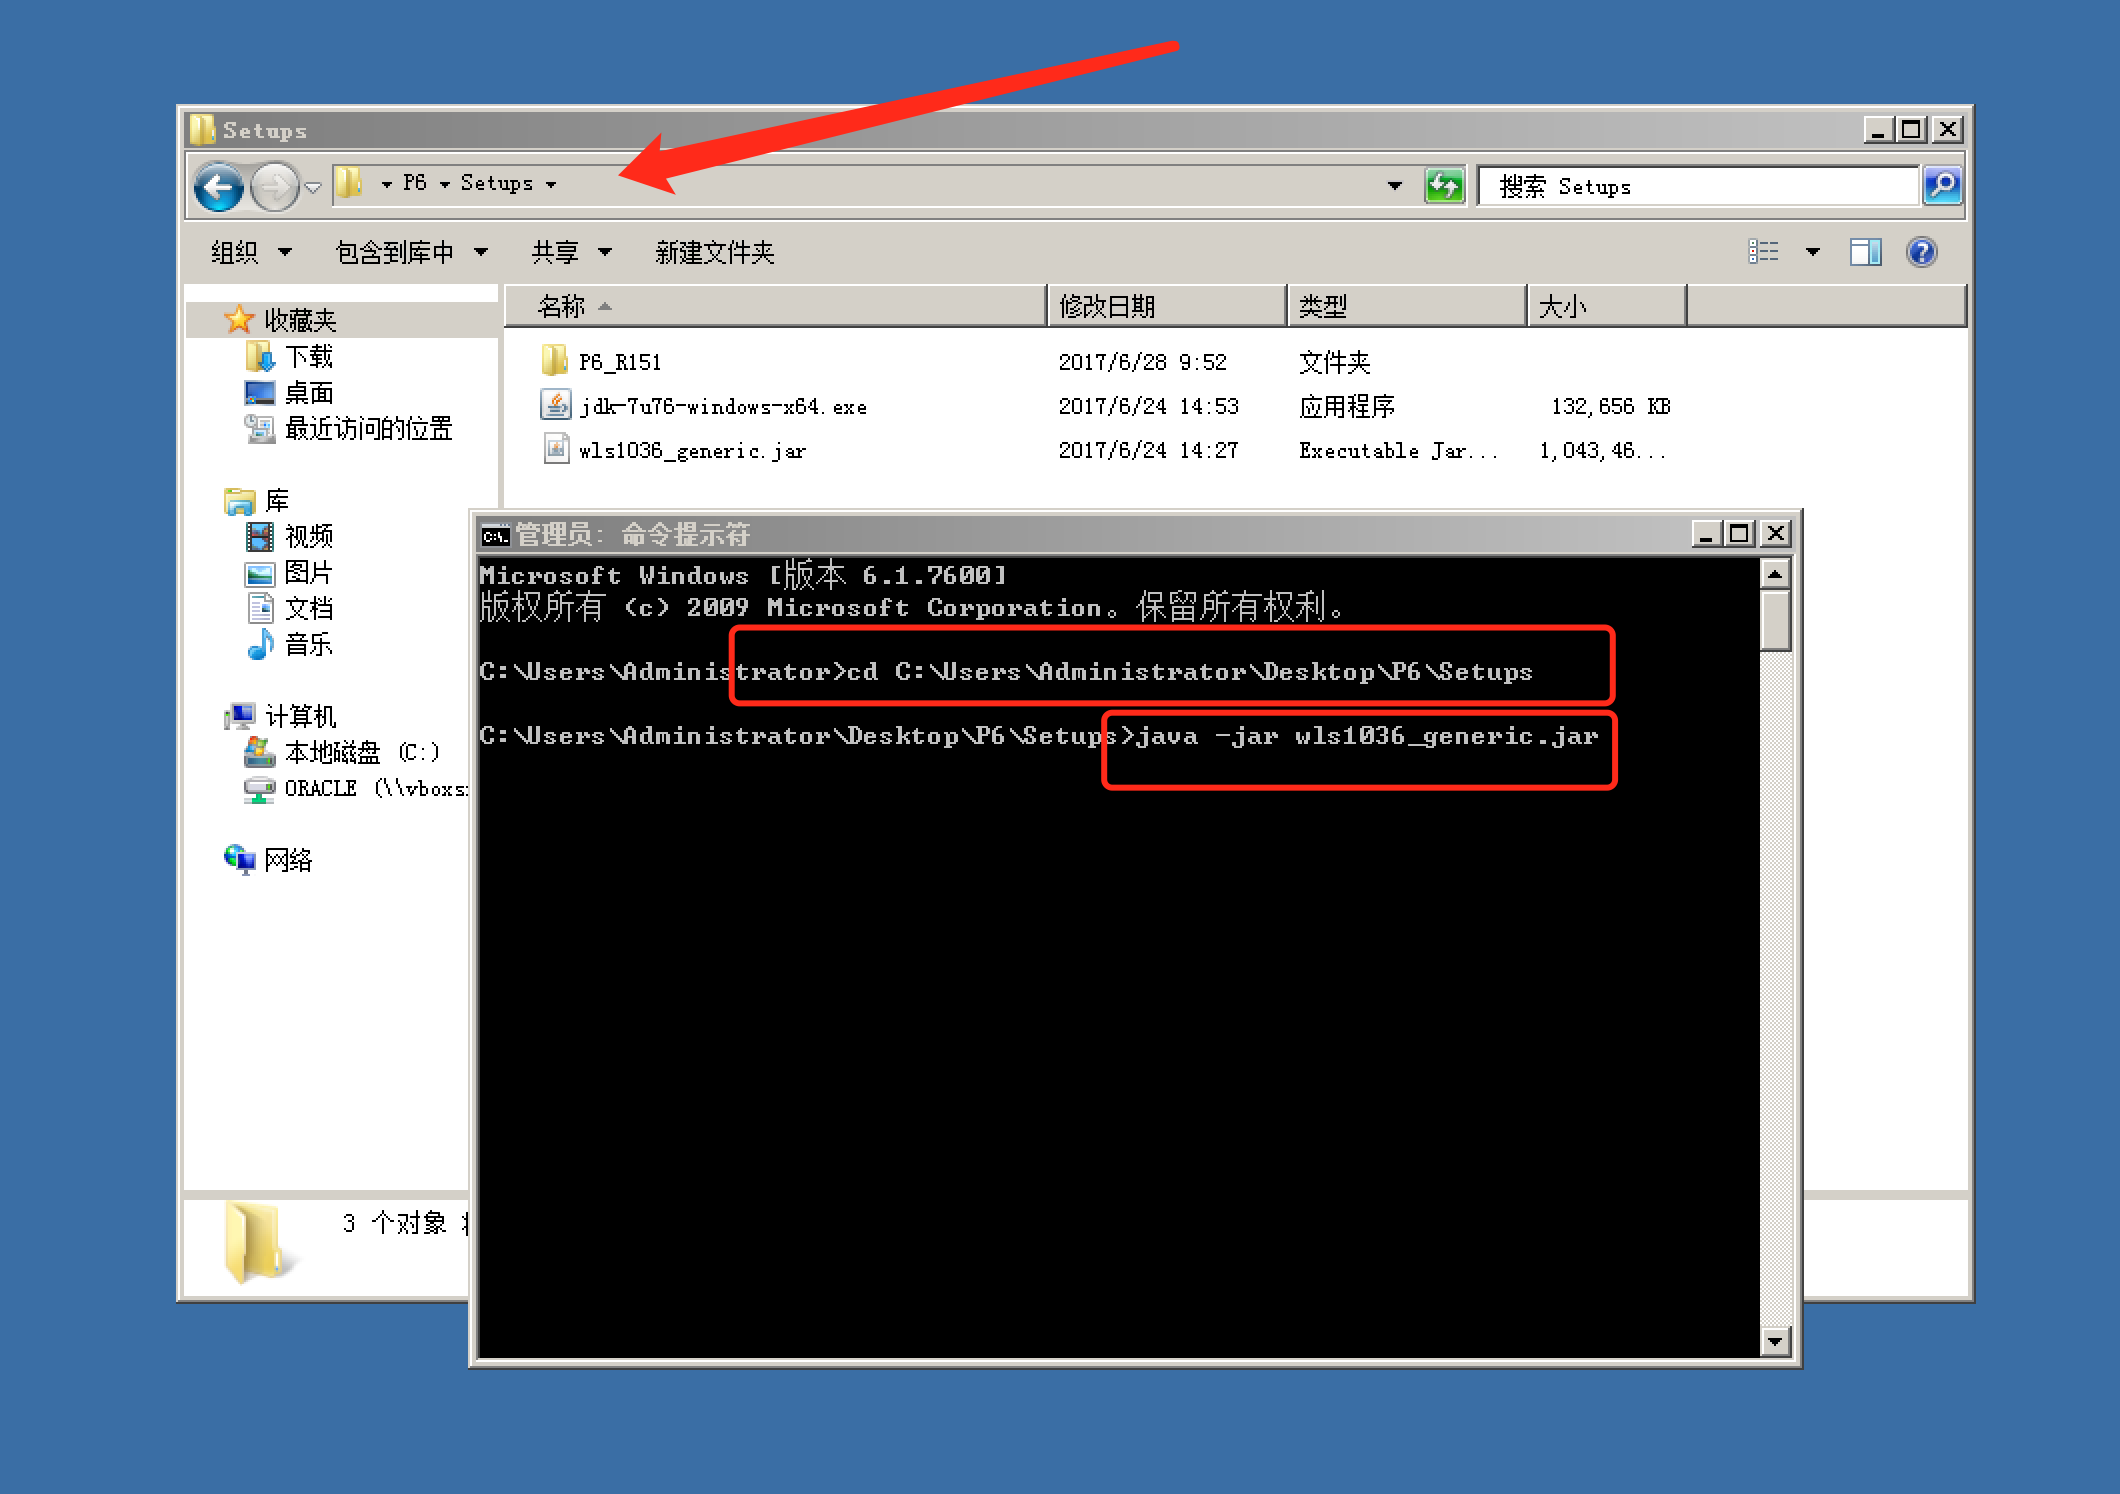 Setups
P6 Setups
搜索 Setups
组织 包含到库中 共享 新建文件夹
名称 修改日期 类型 大小
收藏夹
下载
桌面
最近访问的位置
库
视频
图片
文档
音乐
计算机
本地磁盘 (C:)
ORACLE (\\vboxs
网络
P6_R151 2017/6/28 9:52 文件夹
jdk-7u76-windows-x64.exe 2017/6/24 14:53 应用程序 132,656 KB
wls1036_generic.jar 2017/6/24 14:27 Executable Jar... 1,043,46...
3 个对象
管理员: 命令提示符
Microsoft Windows [版本 6.1.7600]
版权所有 (c) 2009 Microsoft Corporation。保留所有权利。
C:\Users\Administrator>cd C:\Users\Administrator\Desktop\P6\Setups
C:\Users\Administrator\Desktop\P6\Setups>java -jar wls1036_generic.jar